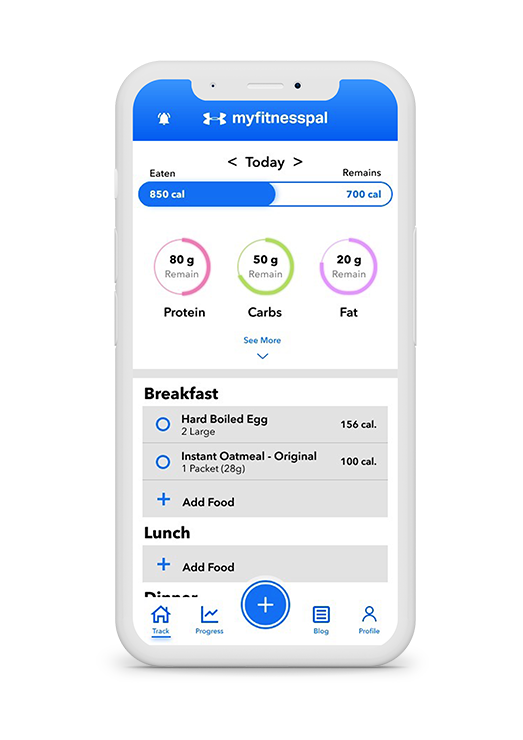 myfitnesspal
< Today >
Eaten
Remains
850 cal
700 cal
80 g
Remain
50 g
Remain
20 g
Remain
Protein
Carbs
Fat
See More
Breakfast
Hard Boiled Egg
2 Large
156 cal.
Instant Oatmeal - Original
1 Packet (28g)
100 cal.
+ Add Food
Lunch
+ Add Food
Dinner
+
Track
Progress
Blog
Profile